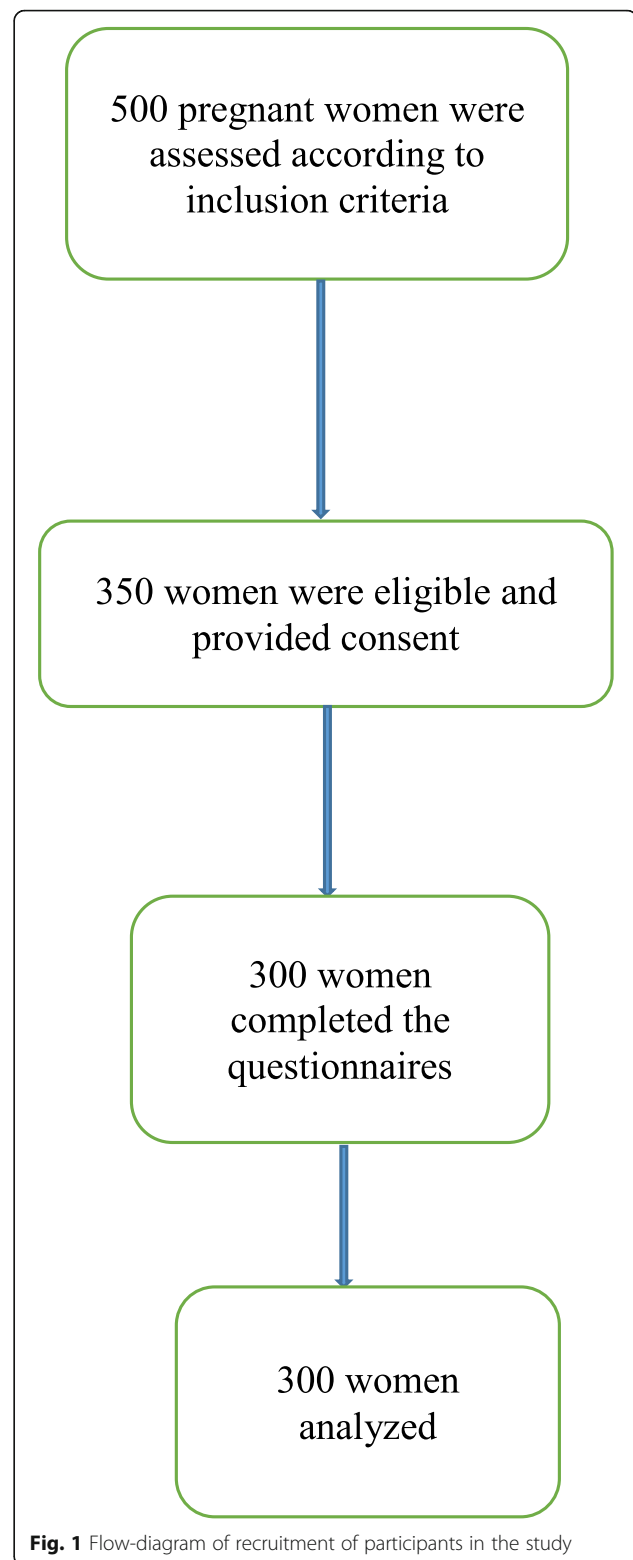 500 pregnant women were
assessed according to
inclusion criteria
350 women were eligible and
provided consent
300 women
completed the
questionnaires
300 women
analyzed
Fig. 1 Flow-diagram of recruitment of participants in the study